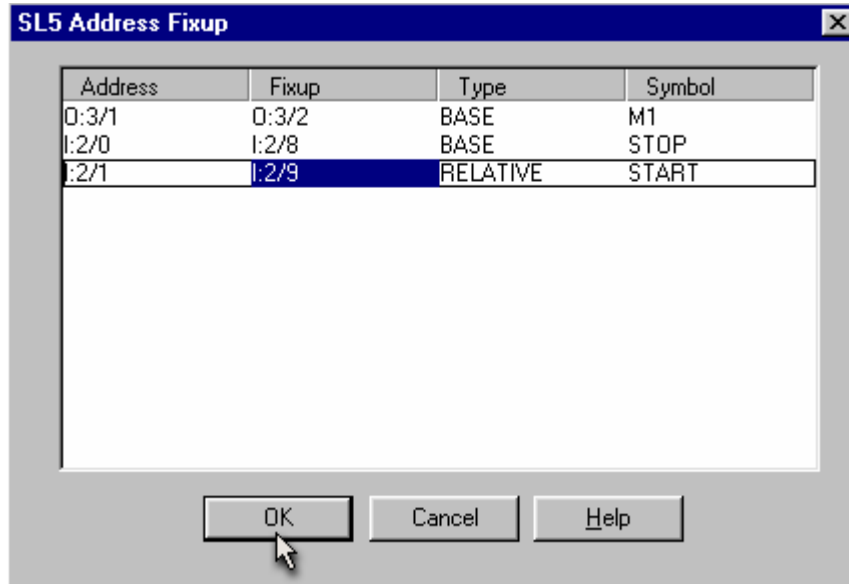 SL5 Address Fixup
Address Fixup Type Symbol
O:3/1 O:3/2 BASE M1
I:2/0 I:2/8 BASE STOP
I:2/1 I:2/9 RELATIVE START
OK Cancel Help